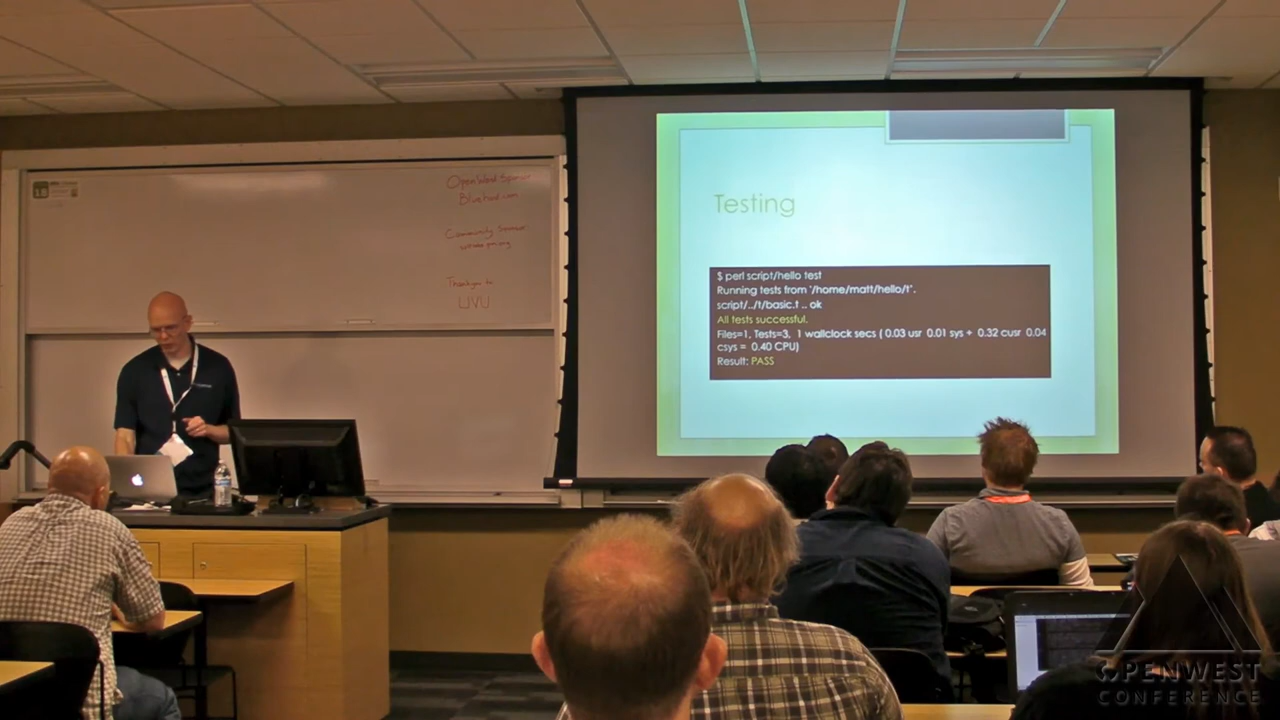 OpenWest Sponsor
Bluehost.com
Community Sponsor
Thank you to
UVU
Testing
$ perl script/hello test
Running tests from '/home/matt/hello/t'.
script/../t/basic.t .. ok
All tests successful.
Files=1, Tests=3,  1 wallclock secs ( 0.03 usr  0.01 sys +  0.32 cusr  0.04
csys =  0.40 CPU)
Result: PASS
OPENWEST
CONFERENCE